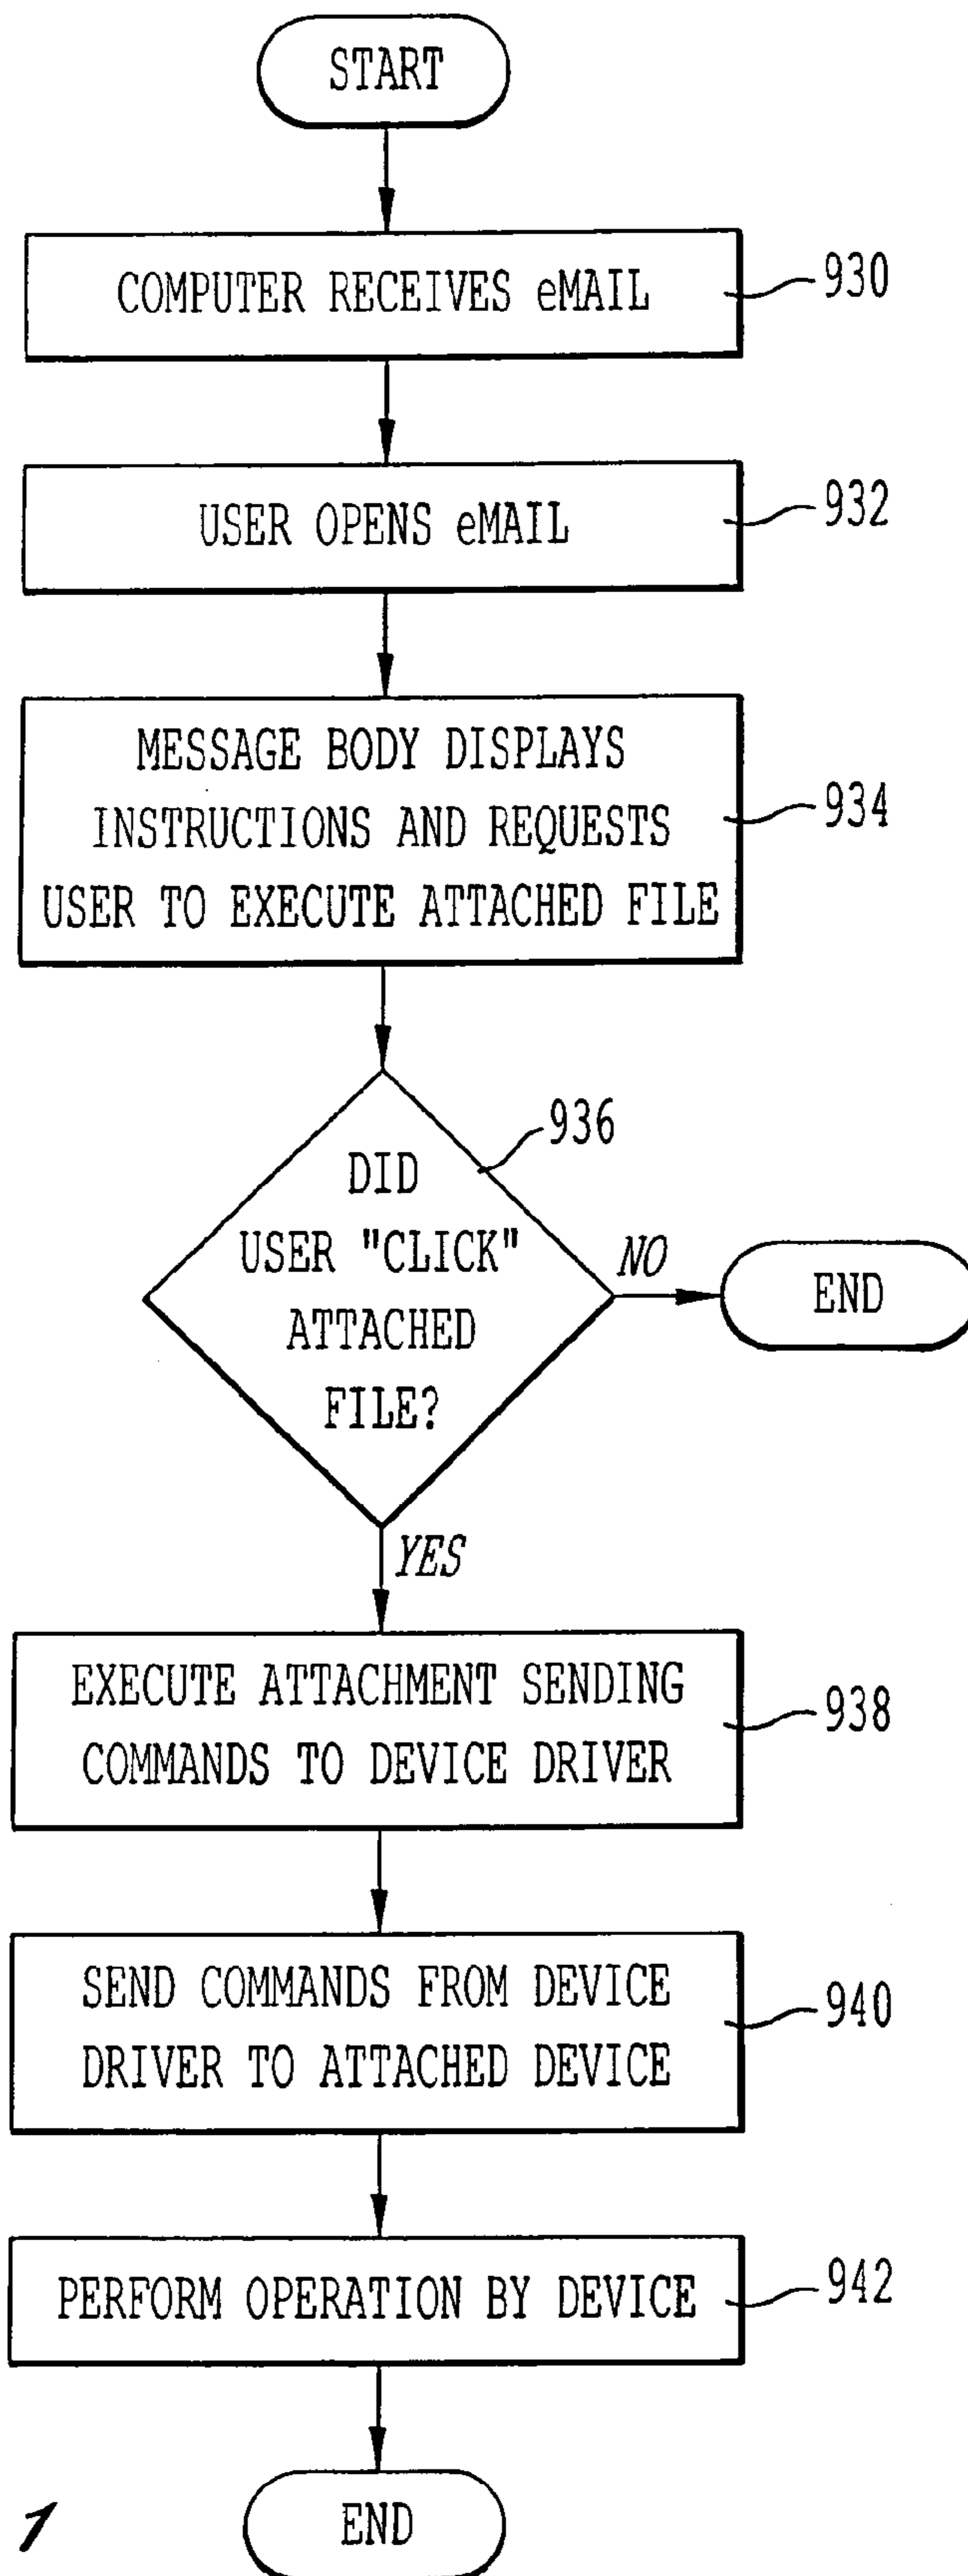 START
COMPUTER RECEIVES eMAIL
930
USER OPENS eMAIL
932
MESSAGE BODY DISPLAYS
INSTRUCTIONS AND REQUESTS
USER TO EXECUTE ATTACHED FILE
934
936
DID
USER "CLICK"
ATTACHED
FILE?
NO
END
YES
EXECUTE ATTACHMENT SENDING
COMMANDS TO DEVICE DRIVER
938
SEND COMMANDS FROM DEVICE
DRIVER TO ATTACHED DEVICE
940
PERFORM OPERATION BY DEVICE
942
END
1